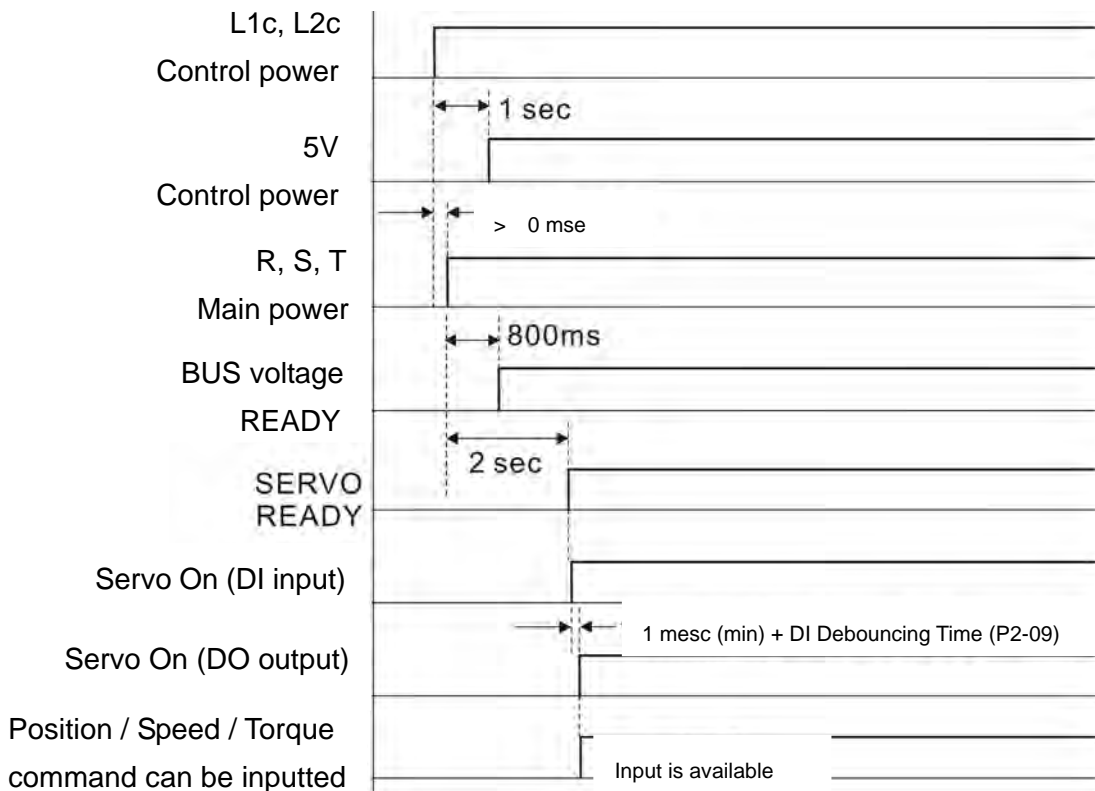 L1c, L2c
Control power
1 sec
5V
Control power
> 0 mse
R, S, T
Main power
800ms
BUS voltage
READY
2 sec
SERVO
READY
Servo On (DI input)
1 mesc (min) + DI Debouncing Time (P2-09)
Servo On (DO output)
Position / Speed / Torque
command can be inputted
Input is available